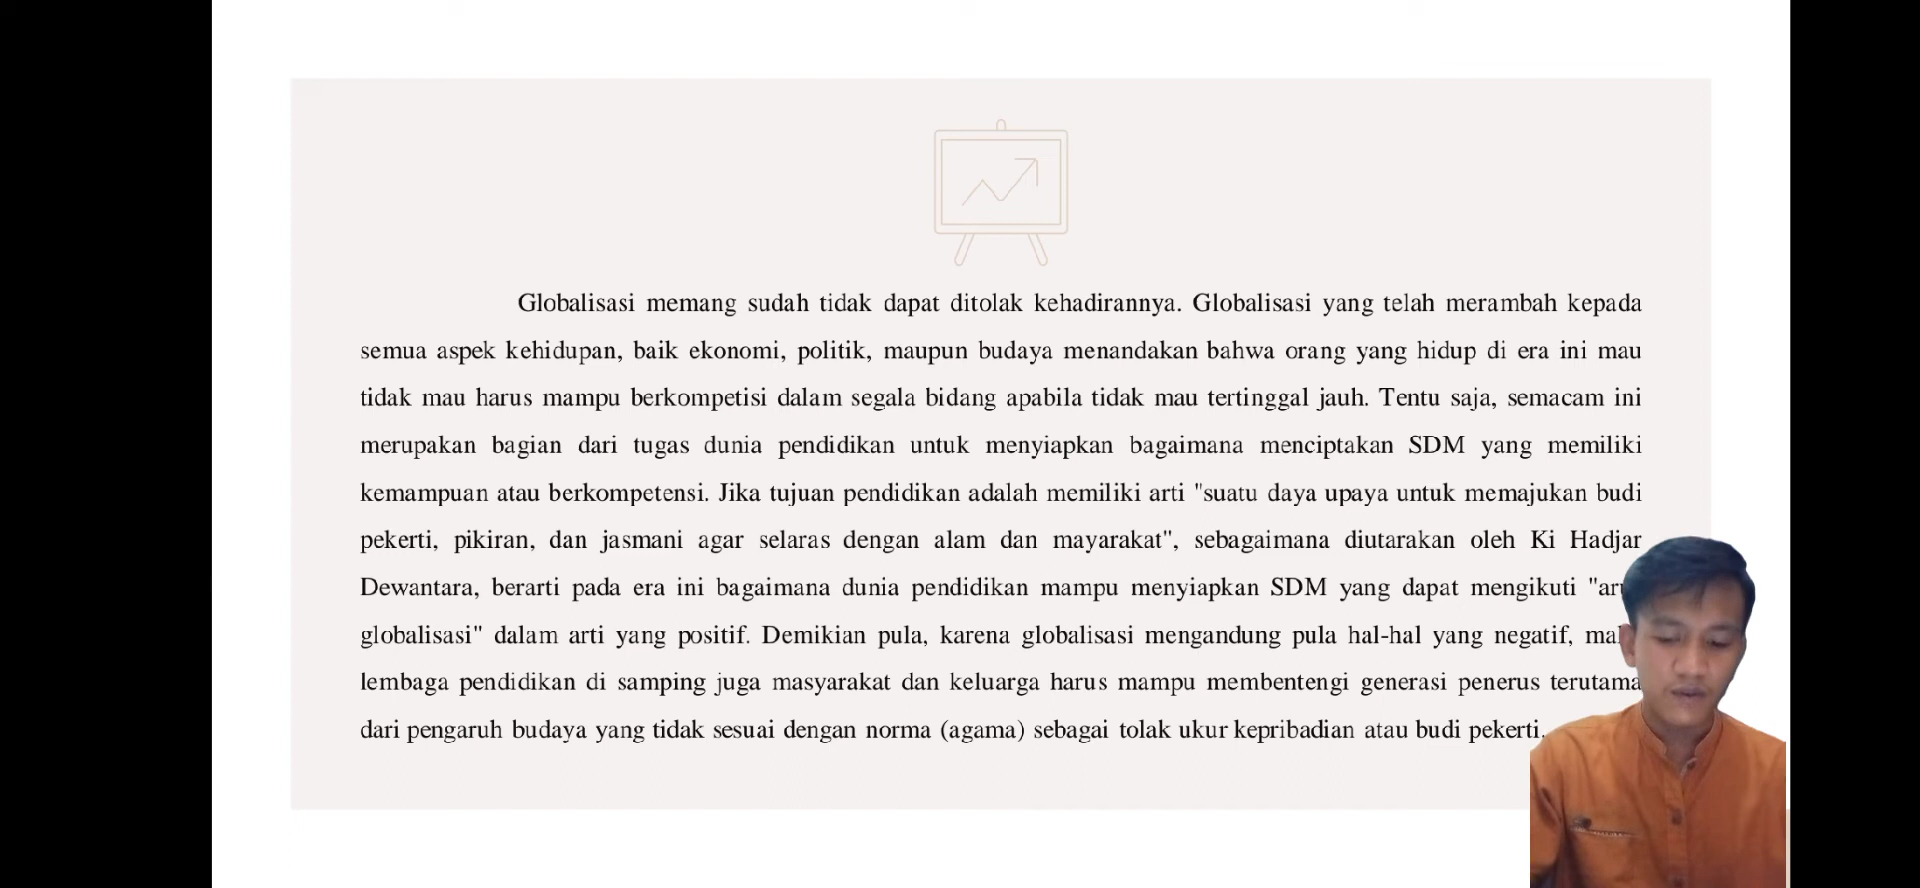 Globalisasi memang sudah tidak dapat ditolak kehadirannya. Globalisasi yang telah merambah kepada
semua aspek kehidupan, baik ekonomi, politik, maupun budaya menandakan bahwa orang yang hidup di era ini mau
tidak mau harus mampu berkompetisi dalam segala bidang apabila tidak mau tertinggal jauh. Tentu saja, semacam ini
merupakan bagian dari tugas dunia pendidikan untuk menyiapkan bagaimana menciptakan SDM yang memiliki
kemampuan atau berkompetensi. Jika tujuan pendidikan adalah memiliki arti "suatu daya upaya untuk memajukan budi
pekerti, pikiran, dan jasmani agar selaras dengan alam dan mayarakat", sebagaimana diutarakan oleh Ki Hadjar
Dewantara, berarti pada era ini bagaimana dunia pendidikan mampu menyiapkan SDM yang dapat mengikuti
globalisasi" dalam arti yang positif. Demikian pula, karena globalisasi mengandung pula hal-hal yang negatif,
lembaga pendidikan di samping juga masyarakat dan keluarga harus mampu membentengi generasi penerus terutama
dari pengaruh budaya yang tidak sesuai dengan norma (agama) sebagai tolak ukur kepribadian atau budi pekerti.